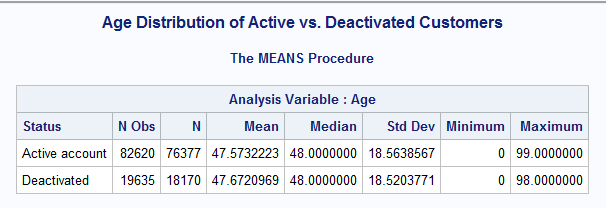 Age Distribution of Active vs. Deactivated Customers
The MEANS Procedure
Analysis Variable : Age
Status N Obs N Mean Median Std Dev Minimum Maximum
Active account 82620 76377 47.5732223 48.0000000 18.5638567 0 99.0000000
Deactivated 19635 18170 47.6720969 48.0000000 18.5203771 0 98.0000000